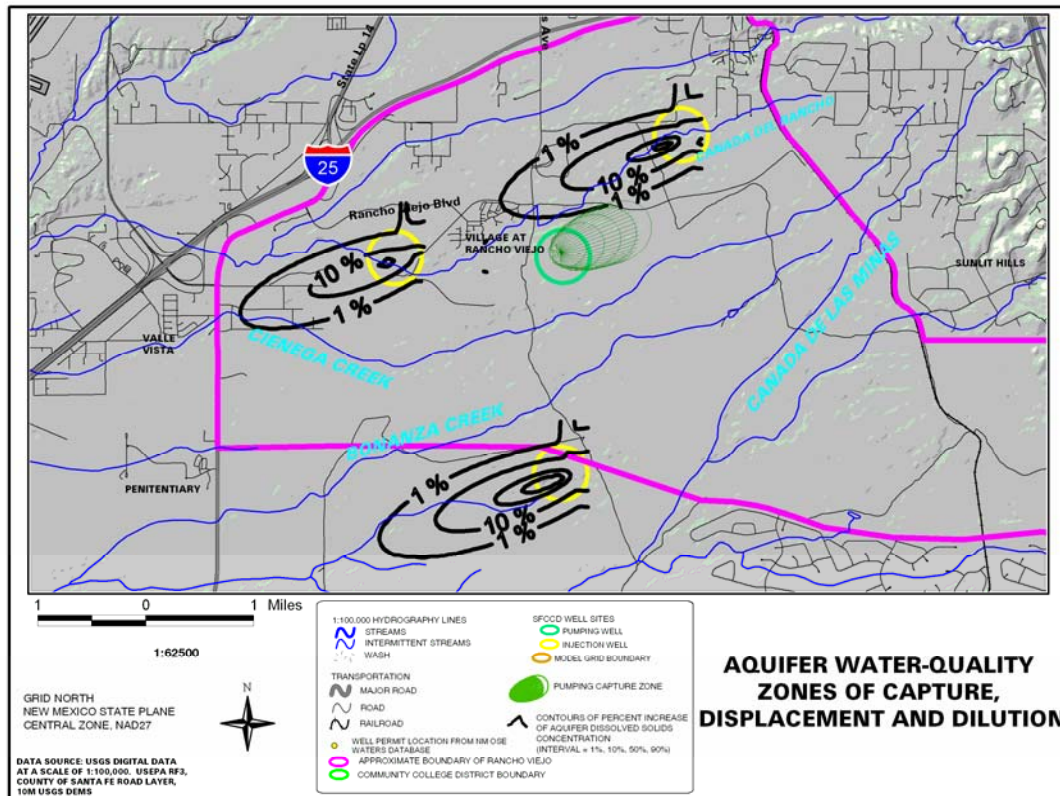 State Lp 14
s Ave
25
1 %
10 %
1 %
CANADA DEL RANCHO
Rancho Viejo Blvd
VILLAGE AT
RANCHO VIEJO
10 %
1 %
SUNLIT HILLS
CANADA DE LAS MINAS
VALLE
VISTA
CIENEGA CREEK
BONANZA CREEK
PENITENTIARY
1 %
10 %
1 %
1 0 1 Miles
1:62500
GRID NORTH
NEW MEXICO STATE PLANE
CENTRAL ZONE, NAD27
N
DATA SOURCE: USGS DIGITAL DATA
AT A SCALE OF 1:100,000. USEPA RF3,
COUNTY OF SANTA FE ROAD LAYER,
10M USGS DEMS
1:100,000 HYDROGRAPHY LINES
STREAMS
INTERMITTENT STREAMS
WASH
TRANSPORTATION
MAJOR ROAD
ROAD
RAILROAD
WELL PERMIT LOCATION FROM NM OSE
WATERS DATABASE
APPROXIMATE BOUNDARY OF RANCHO VIEJO
COMMUNITY COLLEGE DISTRICT BOUNDARY
SFCCD WELL SITES
PUMPING WELL
INJECTION WELL
MODEL GRID BOUNDARY
PUMPING CAPTURE ZONE
CONTOURS OF PERCENT INCREASE
OF AQUIFER DISSOLVED SOLIDS
CONCENTRATION
(INTERVAL = 1%, 10%, 50%, 90%)
AQUIFER WATER-QUALITY
ZONES OF CAPTURE,
DISPLACEMENT AND DILUTION